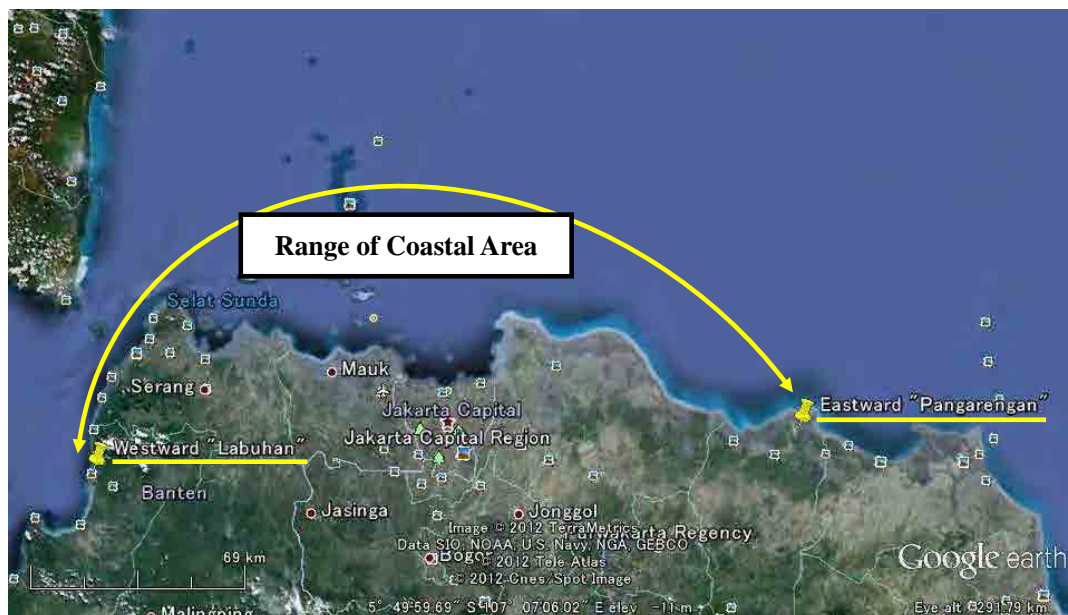 Range of Coastal Area
Selat Sunda
Mauk
Serang
Jakarta Capital
Eastward "Pangarengan"
Jakarta Capital Region
Westward "Labuhan"
Banten
Jasinga
Jonggol
Image © 2012 TerraMetrics
Regency
Data SIO, NOAA, U.S. Navy, NGA, GEBCO
69 km
Bogor
© 2012 Tele Atlas
Google earth
© 2012 Cnes/Spot Image
5° 49'59.69" S 107° 07'06.02" E elev -11 m
Eye alt 291.79 km
Malingping